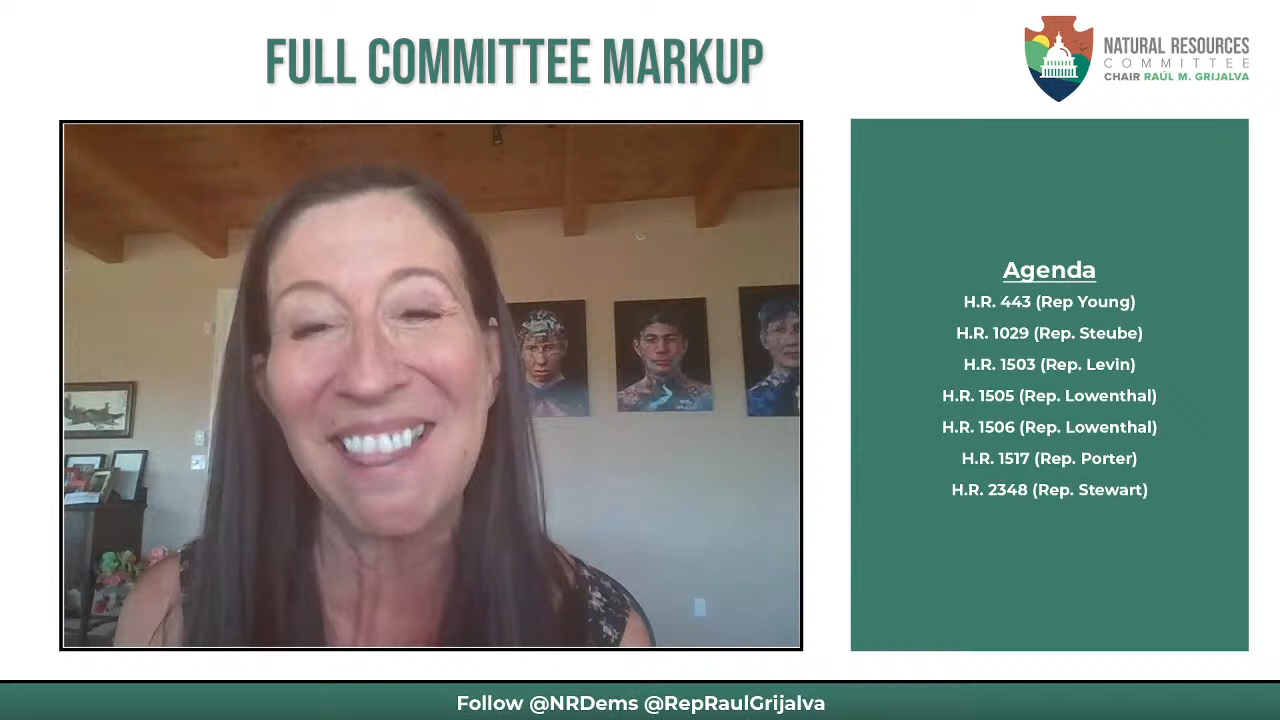 FULL COMMITTEE MARKUP
NATURAL RESOURCES
COMMITTEE
CHAIR RAÚL M. GRIJALVA
Agenda
H.R. 443 (Rep Young)
H.R. 1029 (Rep. Steube)
H.R. 1503 (Rep. Levin)
H.R. 1505 (Rep. Lowenthal)
H.R. 1506 (Rep. Lowenthal)
H.R. 1517 (Rep. Porter)
H.R. 2348 (Rep. Stewart)
Follow @NRDems @RepRaulGrijalva